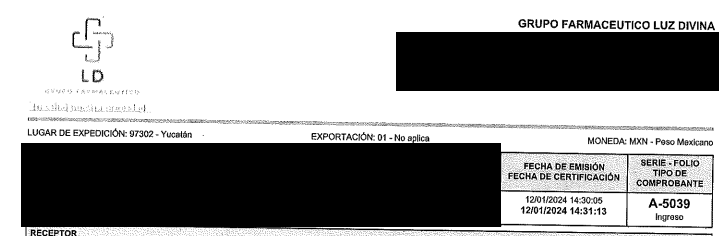 GRUPO FARMACEUTICO LUZ DIVINA
LD
GRUPO FARMACEUTICO
LUGAR DE EXPEDICIÓN: 97302 - Yucatán
EXPORTACIÓN: 01 - No aplica
MONEDA: MXN - Peso Mexicano
FECHA DE EMISIÓN
FECHA DE CERTIFICACIÓN
SERIE - FOLIO
TIPO DE
COMPROBANTE
12/01/2024 14:30:05
12/01/2024 14:31:13
A-5039
Ingreso
RECEPTOR